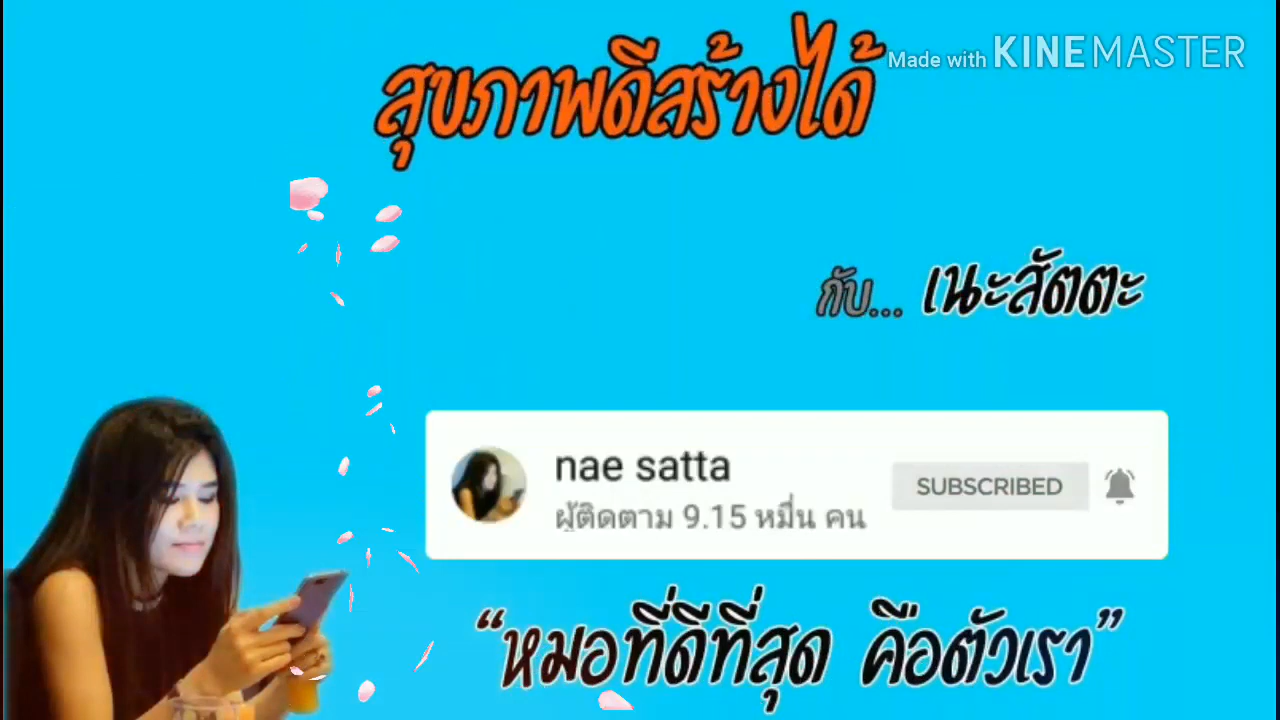 สุขภาพดีสร้างได้
Made with KINEMASTER
กับ... เนะสัตตะ
nae satta
ผู้ติดตาม 9.15 หมื่น คน
SUBSCRIBED
“หมอที่ดีที่สุด คือตัวเรา”